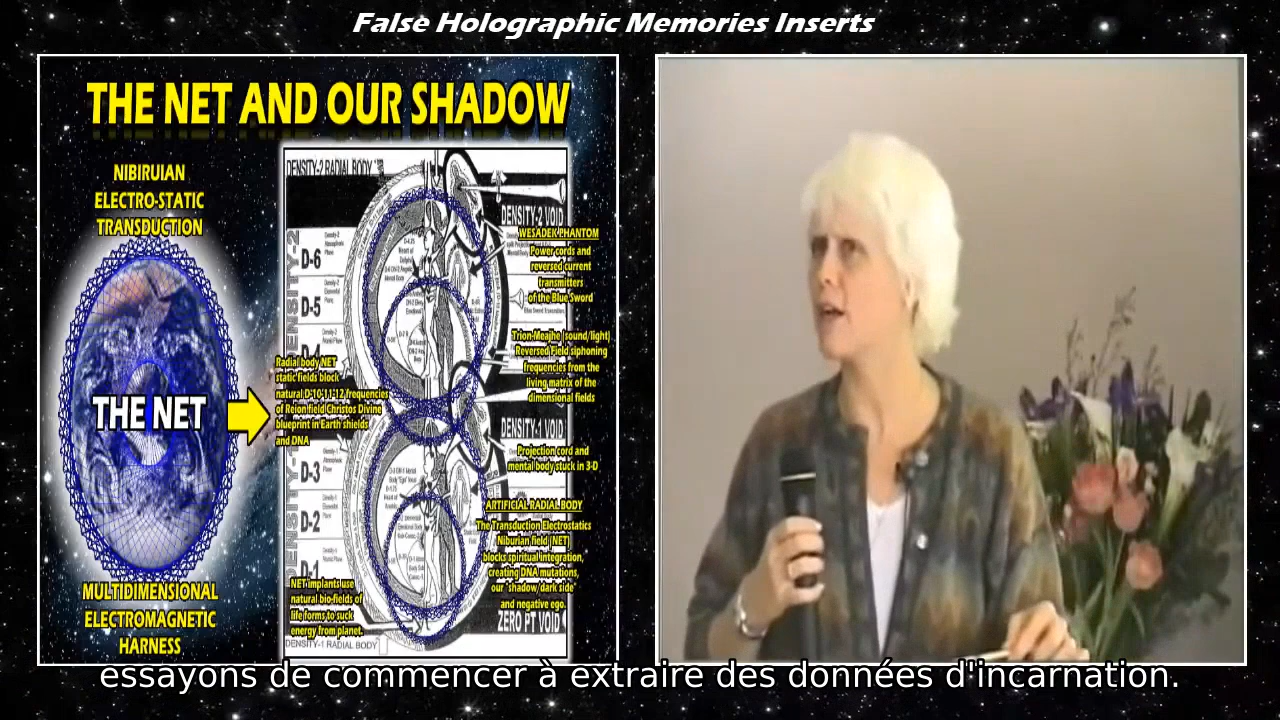 False Holographic Memories Inserts
THE NET AND OUR SHADOW
NIBIRUIAN
ELECTRO-STATIC
TRANSDUCTION
THE NET
MULTIDIMENSIONAL
ELECTROMAGNETIC
HARNESS
DENSITY-2 RADIAL BODY
D-6
D-5
D-4
Radial body NET
static fields block
natural D-10-11-12 frequencies
of Reion field Christos Divine
blueprint in Earth shields
and DNA
D-3
D-2
D-1
NET implants use
natural bio-fields of
life forms to suck
energy from planet.
DENSITY-1 RADIAL BODY
DENSITY-2 VOID
WESADEK PHANTOM
Power cords and
reversed current
transmitters
of the Blue Sword
Trion-Meajhe (sound/light)
Reversed Field siphoning
frequencies from the
living matrix of the
dimensional fields
DENSITY-1 VOID
Projection cord and
mental body stuck in 3-D
ARTIFICIAL RADIAL BODY
The Transduction Electrostatics
Niburian field (NET)
blocks spiritual integration,
creating DNA mutations,
our shadow/dark side
and negative ego.
ZERO PT VOID
essayons de commencer à extraire des données d'incarnation.